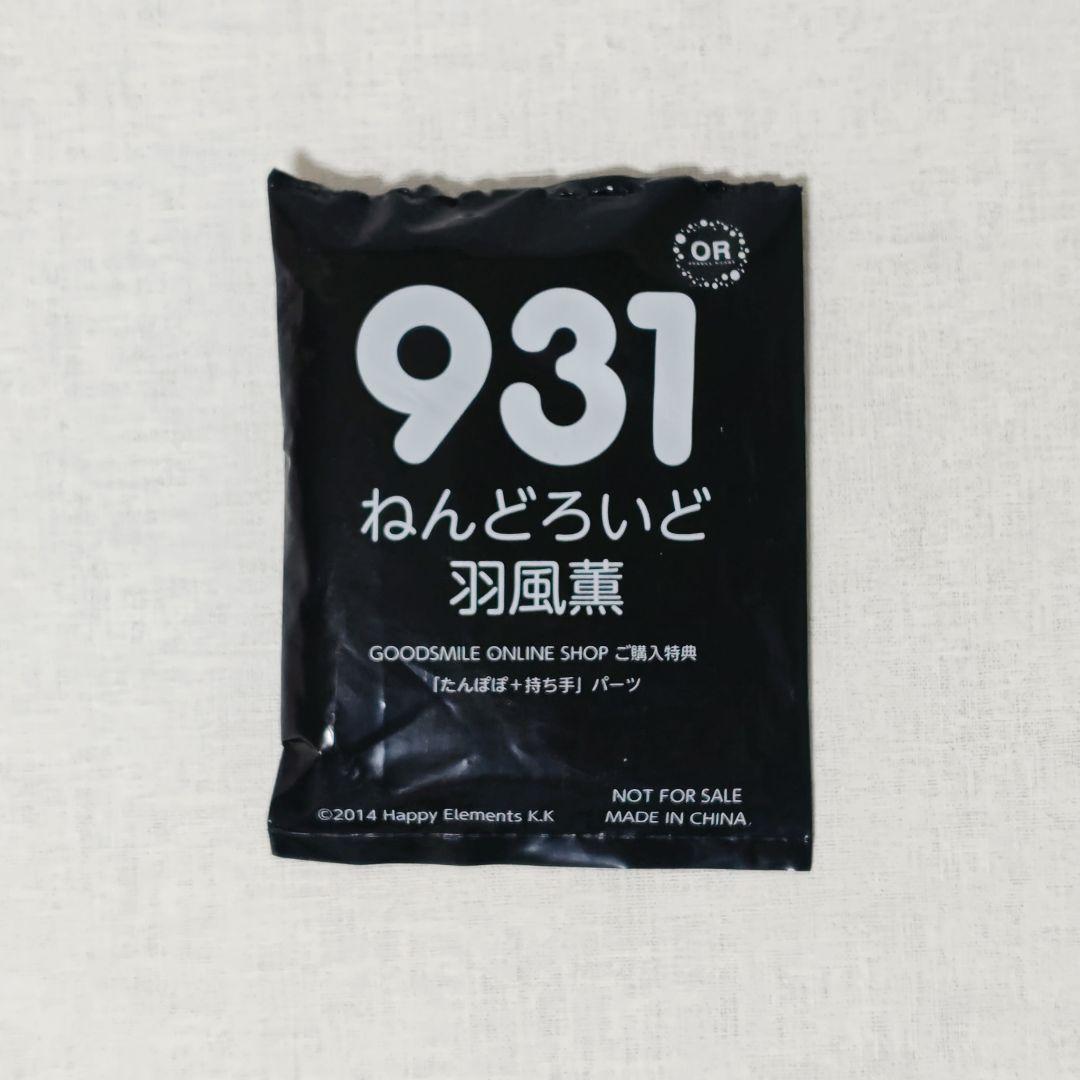 OR
931
ねんどろいど
羽風薫
GOODSMILE ONLINE SHOP ご購入特典
「たんぽぽ+持ち手」パーツ
NOT FOR SALE
©2014 Happy Elements K.K MADE IN CHINA